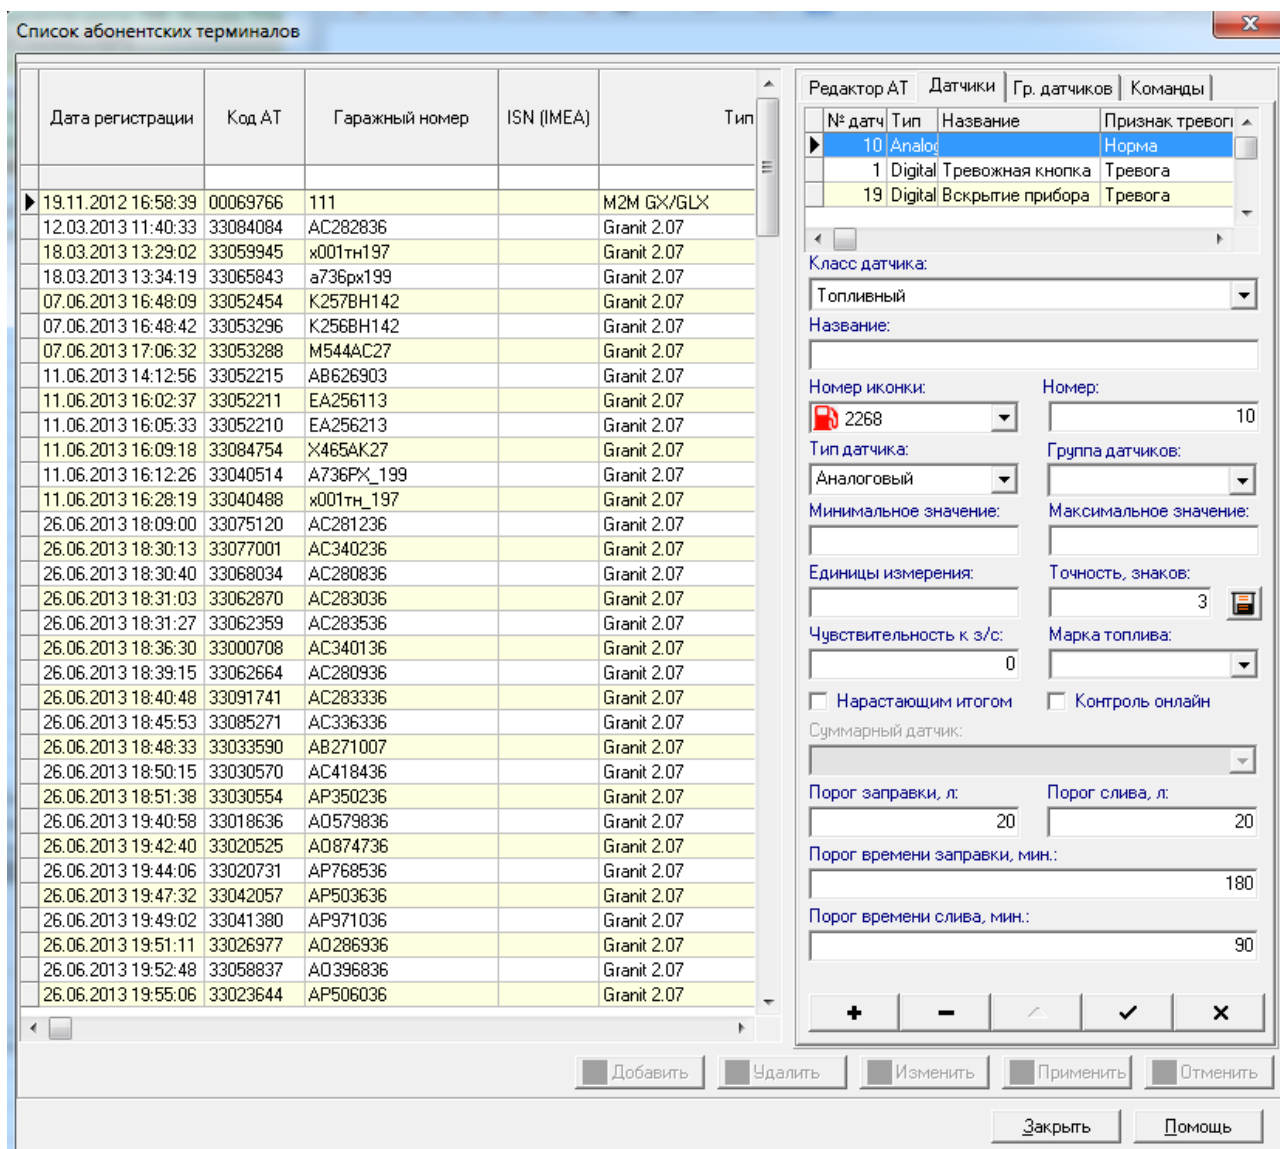 Список абонентских терминалов
Дата регистрации Код АТ Гаражный номер ISN (IMEA) Тип
19.11.2012 16:58:39 00069766 111 M2M GX/GLX
12.03.2013 11:40:33 33084084 AC282836 Granit 2.07
18.03.2013 13:29:02 33059945 х001тн197 Granit 2.07
18.03.2013 13:34:19 33065843 а736рх199 Granit 2.07
07.06.2013 16:48:09 33052454 K257BH142 Granit 2.07
07.06.2013 16:48:42 33053296 K256BH142 Granit 2.07
07.06.2013 17:06:32 33053288 M544AC27 Granit 2.07
11.06.2013 14:12:56 33052215 AB626903 Granit 2.07
11.06.2013 16:02:37 33052211 EA256113 Granit 2.07
11.06.2013 16:05:33 33052210 EA256213 Granit 2.07
11.06.2013 16:09:18 33084754 X465AK27 Granit 2.07
11.06.2013 16:12:26 33040514 A736PX_199 Granit 2.07
11.06.2013 16:28:19 33040488 х001тн_197 Granit 2.07
26.06.2013 18:09:00 33075120 AC281236 Granit 2.07
26.06.2013 18:30:13 33077001 AC340236 Granit 2.07
26.06.2013 18:30:40 33068034 AC280836 Granit 2.07
26.06.2013 18:31:03 33062870 AC283036 Granit 2.07
26.06.2013 18:31:27 33062359 AC283536 Granit 2.07
26.06.2013 18:36:30 33000708 AC340136 Granit 2.07
26.06.2013 18:39:15 33062664 AC280936 Granit 2.07
26.06.2013 18:40:48 33091741 AC283336 Granit 2.07
26.06.2013 18:45:53 33085271 AC336336 Granit 2.07
26.06.2013 18:48:33 33033590 AB271007 Granit 2.07
26.06.2013 18:50:15 33030570 AC418436 Granit 2.07
26.06.2013 18:51:38 33030554 AP350236 Granit 2.07
26.06.2013 19:40:58 33018636 AO579836 Granit 2.07
26.06.2013 19:42:40 33020525 AO874736 Granit 2.07
26.06.2013 19:44:06 33020731 AP768536 Granit 2.07
26.06.2013 19:47:32 33042057 AP503636 Granit 2.07
26.06.2013 19:49:02 33041380 AP971036 Granit 2.07
26.06.2013 19:51:11 33026977 AO286936 Granit 2.07
26.06.2013 19:52:48 33058837 AO396836 Granit 2.07
26.06.2013 19:55:06 33023644 AP506036 Granit 2.07
Редактор АТ Датчики Гр. датчиков Команды
№ датч Тип Название Признак тревоги
10 Analog Норма
1 Digital Тревожная кнопка Тревога
19 Digital Вскрытие прибора Тревога
Класс датчика:
Топливный
Название:
Номер иконки: Номер:
2268 10
Тип датчика: Группа датчиков:
Аналоговый
Минимальное значение: Максимальное значение:
Единицы измерения: Точность, знаков:
3
Чувствительность к з/с: Марка топлива:
0
Нарастающим итогом Контроль онлайн
Суммарный датчик:
Порог заправки, л: Порог слива, л:
20 20
Порог времени заправки, мин.:
180
Порог времени слива, мин.:
90
Добавить Удалить Изменить Применить Отменить
Закрыть Помощь